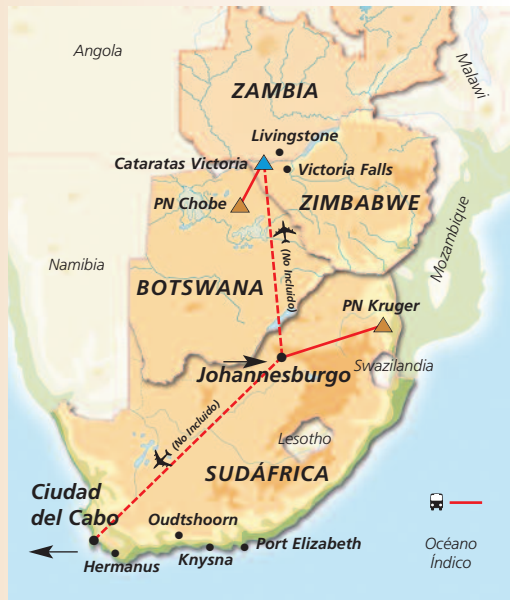 Angola
Malawi
ZAMBIA
Livingstone
Cataratas Victoria
Victoria Falls
PN Chobe
ZIMBABWE
Mozambique
(No Incluido)
Namibia
BOTSWANA
PN Kruger
Johannesburgo
Swazilandia
(No Incluido)
Lesotho
SUDÁFRICA
Ciudad
del Cabo
Oudtshoorn
Port Elizabeth
Knysna
Hermanus
Océano
Índico